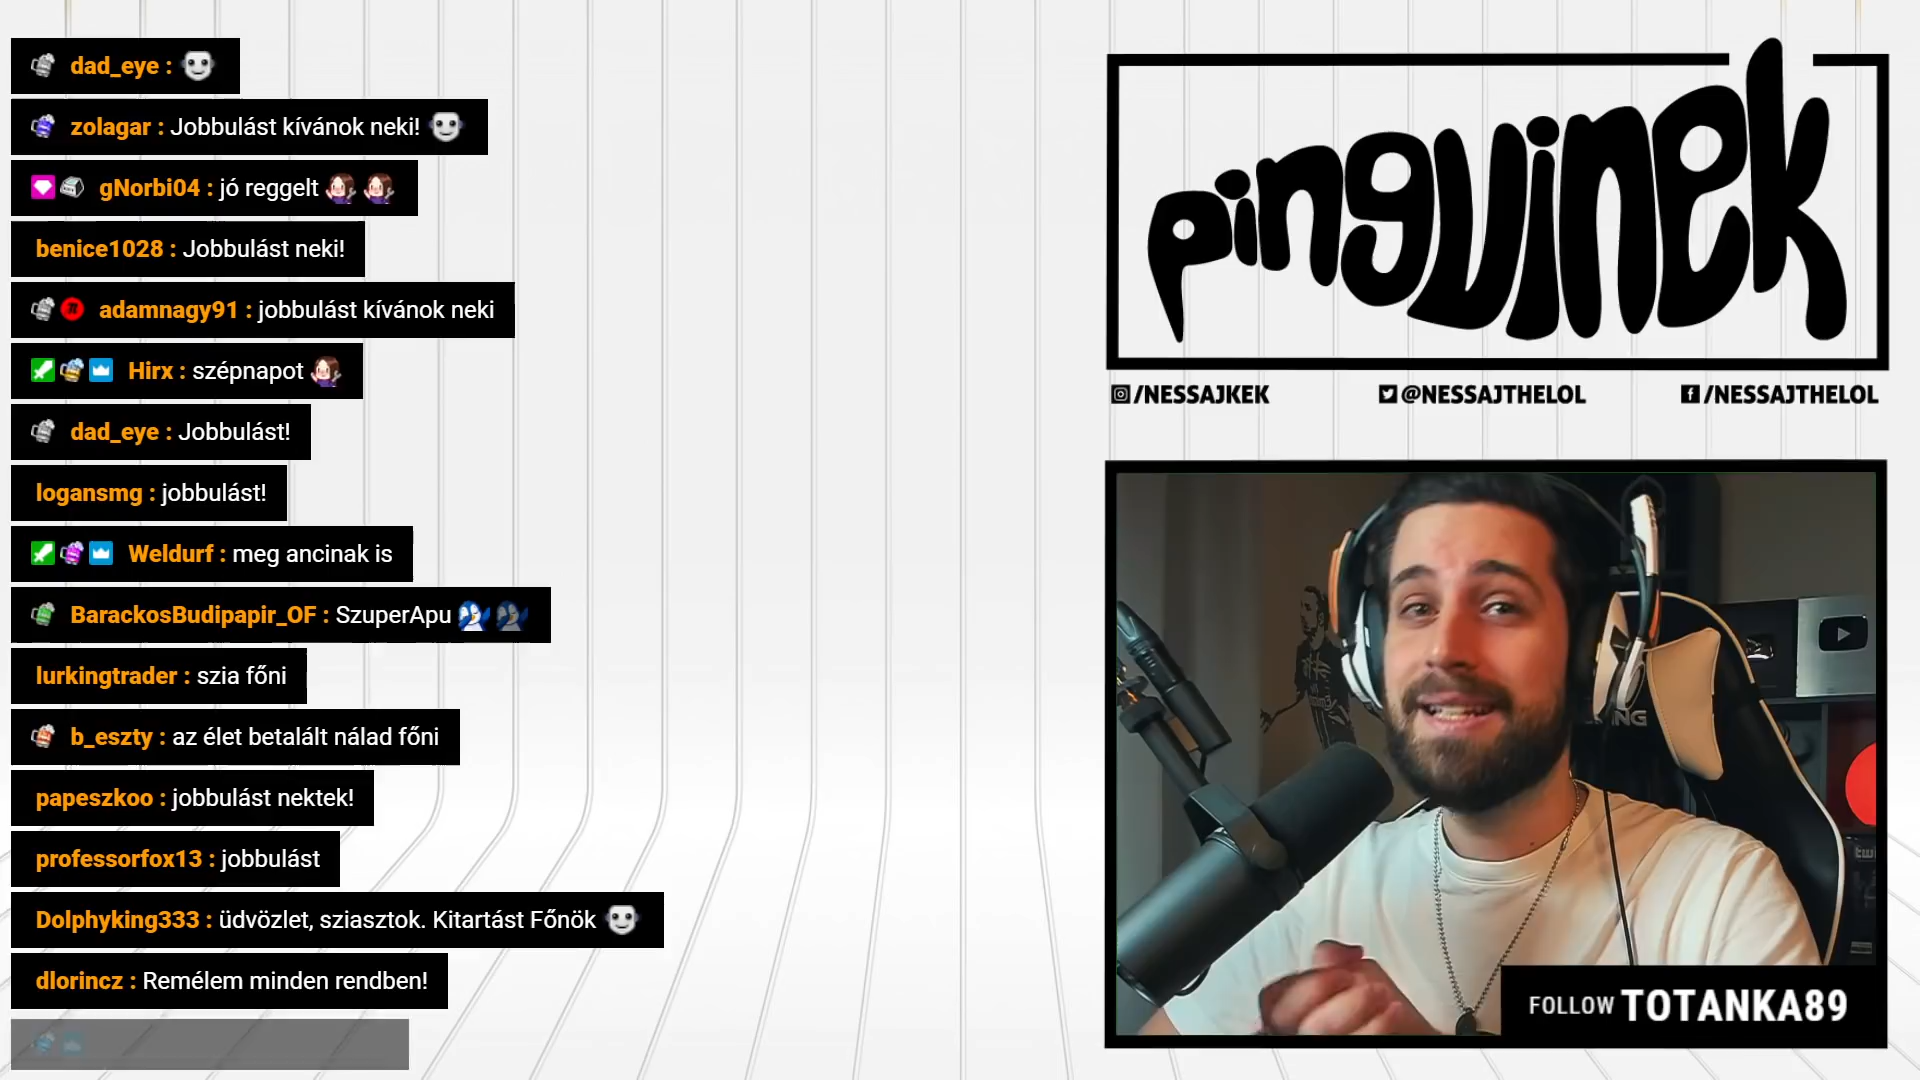 dad_eye :
zolagar : Jobbulást kívánok neki!
gNorbi04 : jó reggelt
benice1028 : Jobbulást neki!
adamnagy91 : jobbulást kívánok neki
Hirx : szépnapot
dad_eye : Jobbulást!
logansmg : jobbulást!
Weldurf : meg ancinak is
BarackosBudipapir_OF : SzuperApu
lurkingtrader : szia főni
b_eszty : az élet betalált nálad főni
papeszkoo : jobbulást nektek!
professorfox13 : jobbulást
Dolphyking333 : üdvözlet, sziasztok. Kitartást Főnök
dlorincz : Remélem minden rendben!
pingvinek
/NESSAJKEK
@NESSAJTHELOL
/NESSAJTHELOL
FOLLOW TOTANKA89